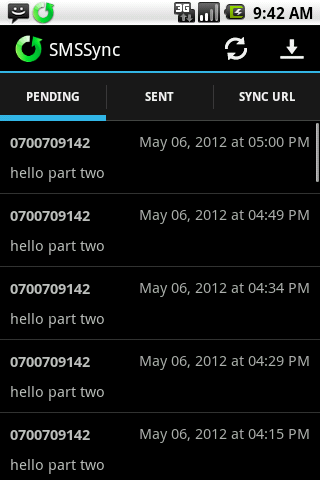 3G 9:42 AM
SMSSync
PENDING SENT SYNC URL
0700709142 May 06, 2012 at 05:00 PM
hello part two
0700709142 May 06, 2012 at 04:49 PM
hello part two
0700709142 May 06, 2012 at 04:34 PM
hello part two
0700709142 May 06, 2012 at 04:29 PM
hello part two
0700709142 May 06, 2012 at 04:15 PM
hello part two